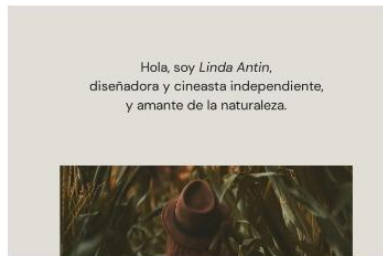 Hola, soy Linda Antin,
diseñadora y cineasta independiente,
y amante de la naturaleza.